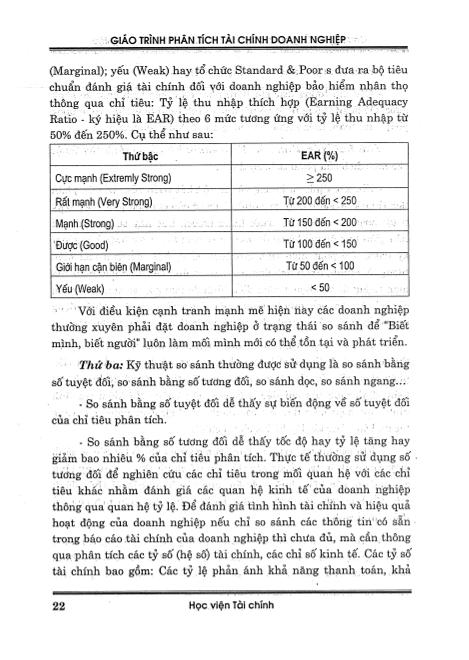 GIÁO TRÌNH PHÂN TÍCH TÀI CHÍNH DOANH NGHIỆP
(Marginal); yếu (Weak) hay tổ chức Standard & Poor s đưa ra bộ tiêu
chuẩn đánh giá tài chính đối với doanh nghiệp bảo hiểm nhân thọ
thông qua chỉ tiêu: Tỷ lệ thu nhập thích hợp (Earning Adequacy
Ratio - ký hiệu là EAR) theo 6 mức tương ứng với tỷ lệ thu nhập từ
50% đến 250%. Cụ thể như sau:
Thứ bậc EAR (%)
Cực mạnh (Extremly Strong) ≥ 250
Rất mạnh (Very Strong) Từ 200 đến < 250
Mạnh (Strong) Từ 150 đến < 200
Được (Good) Từ 100 đến < 150
Giới hạn cận biên (Marginal) Từ 50 đến < 100
Yếu (Weak) < 50
Với điều kiện cạnh tranh mạnh mẽ hiện này các doanh nghiệp
thường xuyên phải đặt doanh nghiệp ở trạng thái so sánh để "Biết
mình, biết người" luôn làm mối mình mới có thể tồn tại và phát triển.
Thứ ba: Kỹ thuật so sánh thường được sử dụng là so sánh bằng
số tuyệt đối, so sánh bằng số tương đối, so sánh dọc, so sánh ngang...
- So sánh bằng số tuyệt đối để thấy sự biến động về số tuyệt đối
của chỉ tiêu phân tích.
- So sánh bằng số tương đối để thấy tốc độ hay tỷ lệ tăng hay
giảm bao nhiêu % của chỉ tiêu phân tích. Thực tế thường sử dụng số
tương đối để nghiên cứu các chỉ tiêu trong mối quan hệ với các chỉ
tiêu khác nhằm đánh giá các quan hệ kinh tế của doanh nghiệp
thông qua quan hệ tỷ lệ. Để đánh giá tình hình tài chính và hiệu quả
hoạt động của doanh nghiệp nếu chỉ so sánh các thông tin có sẵn
trong báo cáo tài chính của doanh nghiệp thì chưa đủ, mà cần thông
qua phân tích các tỷ số (hệ số) tài chính, các chỉ số kinh tế. Các tỷ số
tài chính bao gồm: Các tỷ lệ phản ánh khả năng thanh toán, khả
22 Học viện Tài chính